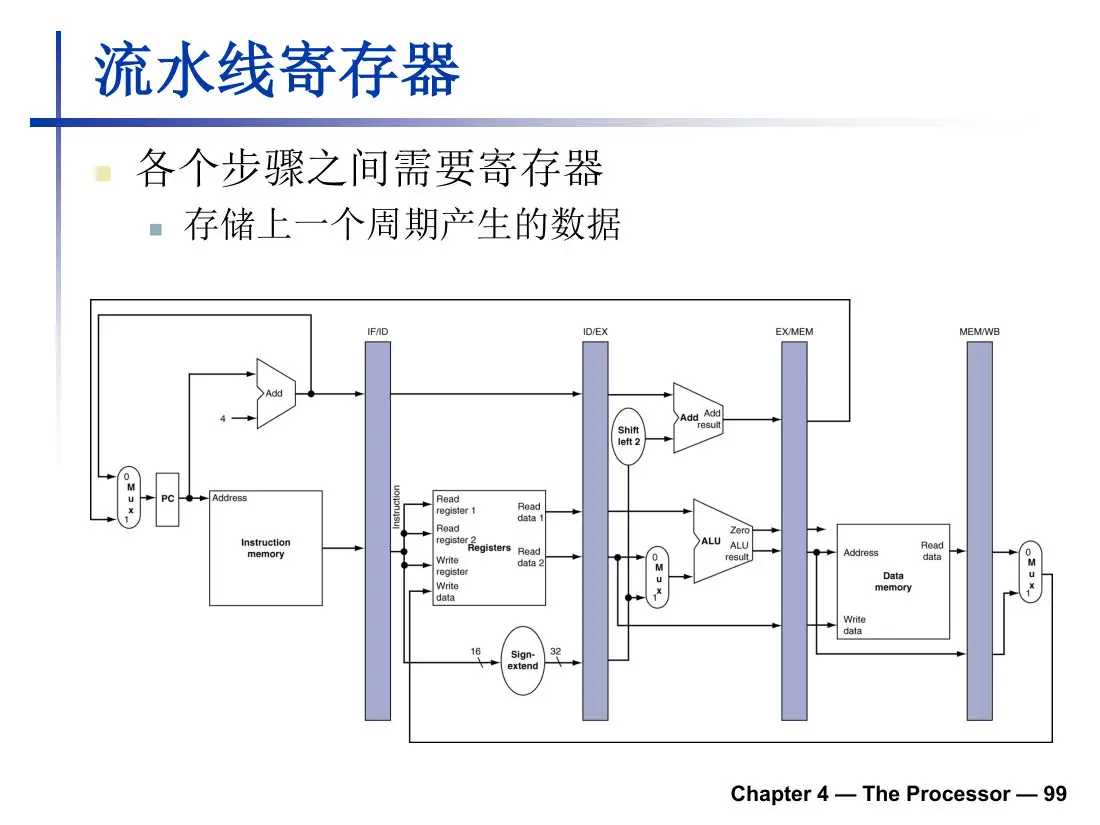 流水线寄存器
各个步骤之间需要寄存器
存储上一个周期产生的数据
IF/ID
ID/EX
EX/MEM
MEM/WB
Add
4
Shift
left 2
Add
Add
result
0
M
u
x
1
PC
Address
Instruction
memory
Instruction
Read
register 1
Read
register 2
Write
register
Write
data
Registers
Read
data 1
Read
data 2
16
Sign-
extend
32
0
M
u
x
1
ALU
Zero
ALU
result
Address
Read
data
Data
memory
Write
data
0
M
u
x
1
Chapter 4 — The Processor — 99